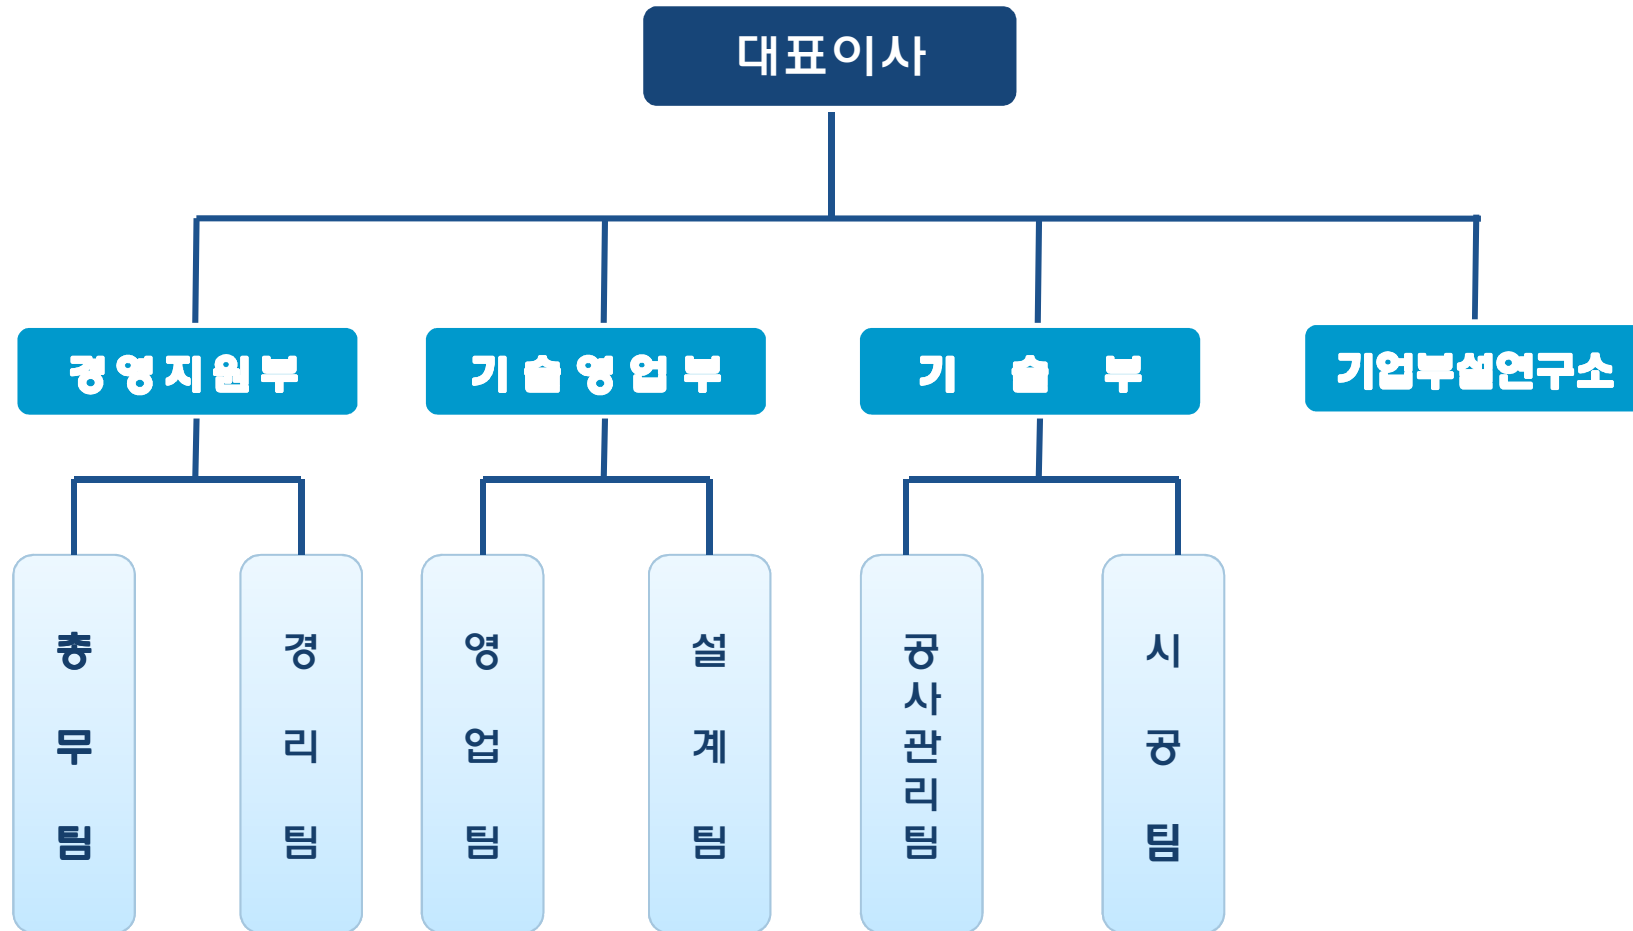 대표이사
경영지원부
기술영업부
기 술 부
기업부설연구소
총무팀
경리팀
영업팀
설계팀
공사관리팀
시공팀